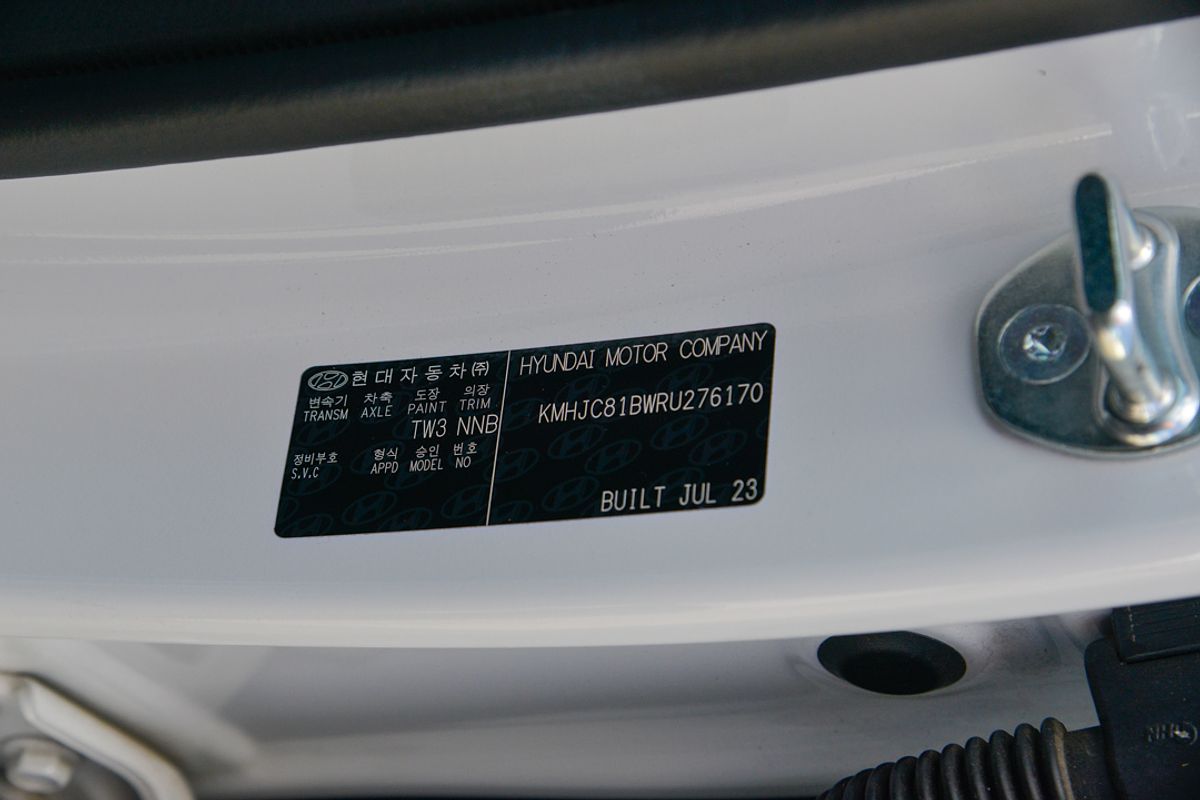 현대자동차㈜
변속기 차축 도장 의장
TRANSM AXLE PAINT TRIM
TW3 NNB
정비부호 형식 승인 번호
S.V.C APPD MODEL NO
HYUNDAI MOTOR COMPANY
KMHJC81BWRU276170
BUILT JUL 23